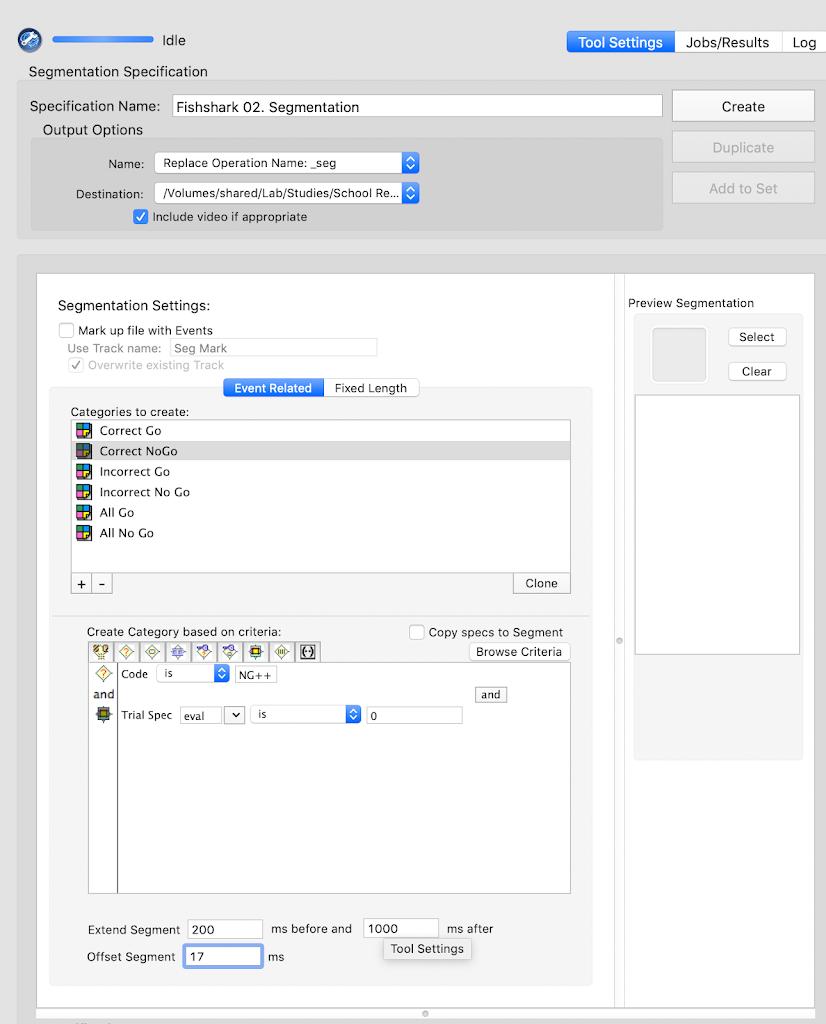 Idle
Tool Settings Jobs/Results Log
Segmentation Specification
Specification Name: Fishshark 02. Segmentation
Create
Output Options
Duplicate
Name: Replace Operation Name: _seg
Add to Set
Destination: /Volumes/shared/Lab/Studies/School Re...
Include video if appropriate
Segmentation Settings:
Mark up file with Events
Use Track name: Seg Mark
Overwrite existing Track
Event Related Fixed Length
Categories to create:
Correct Go
Correct NoGo
Incorrect Go
Incorrect No Go
All Go
All No Go
+ - Clone
Create Category based on criteria: Copy specs to Segment
Browse Criteria
Code is NG++
and and
Trial Spec eval is 0
Extend Segment 200 ms before and 1000 ms after
Tool Settings
Offset Segment 17 ms
Preview Segmentation
Select
Clear